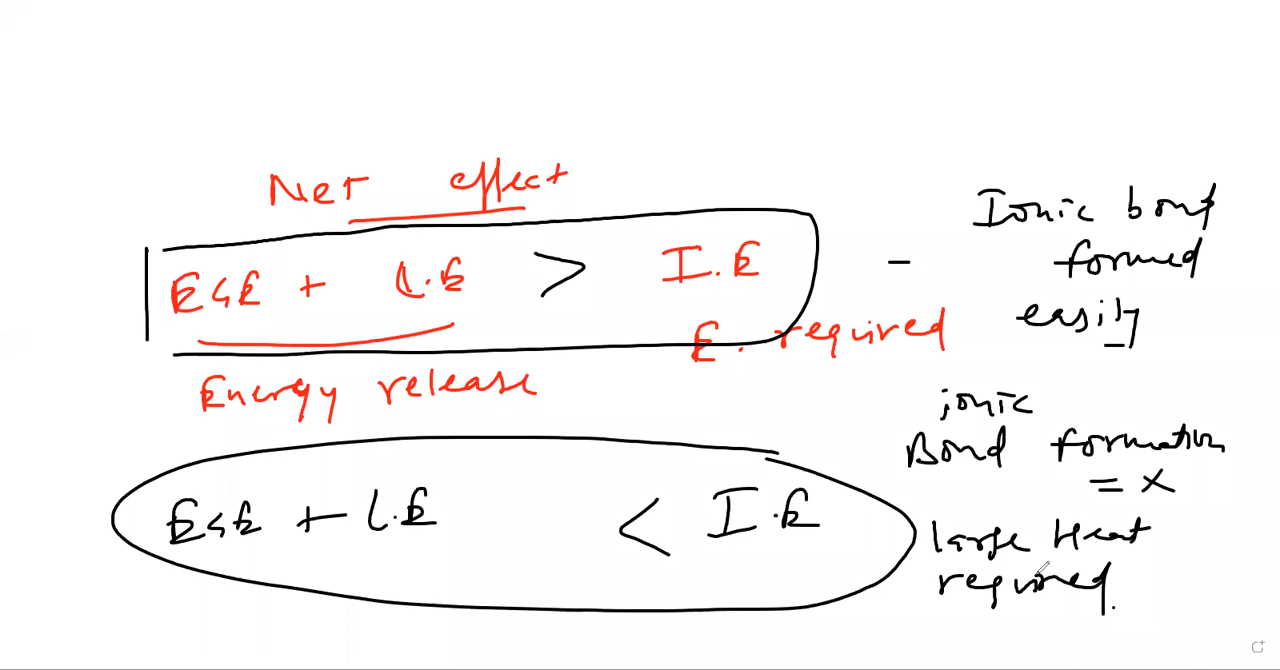 Net effect
EGE + L.E > I.E - Ionic bond formed easily
E. required
Energy release
EGE + L.E < I.E
ionic
Bond formation
= x
large Heat
required.